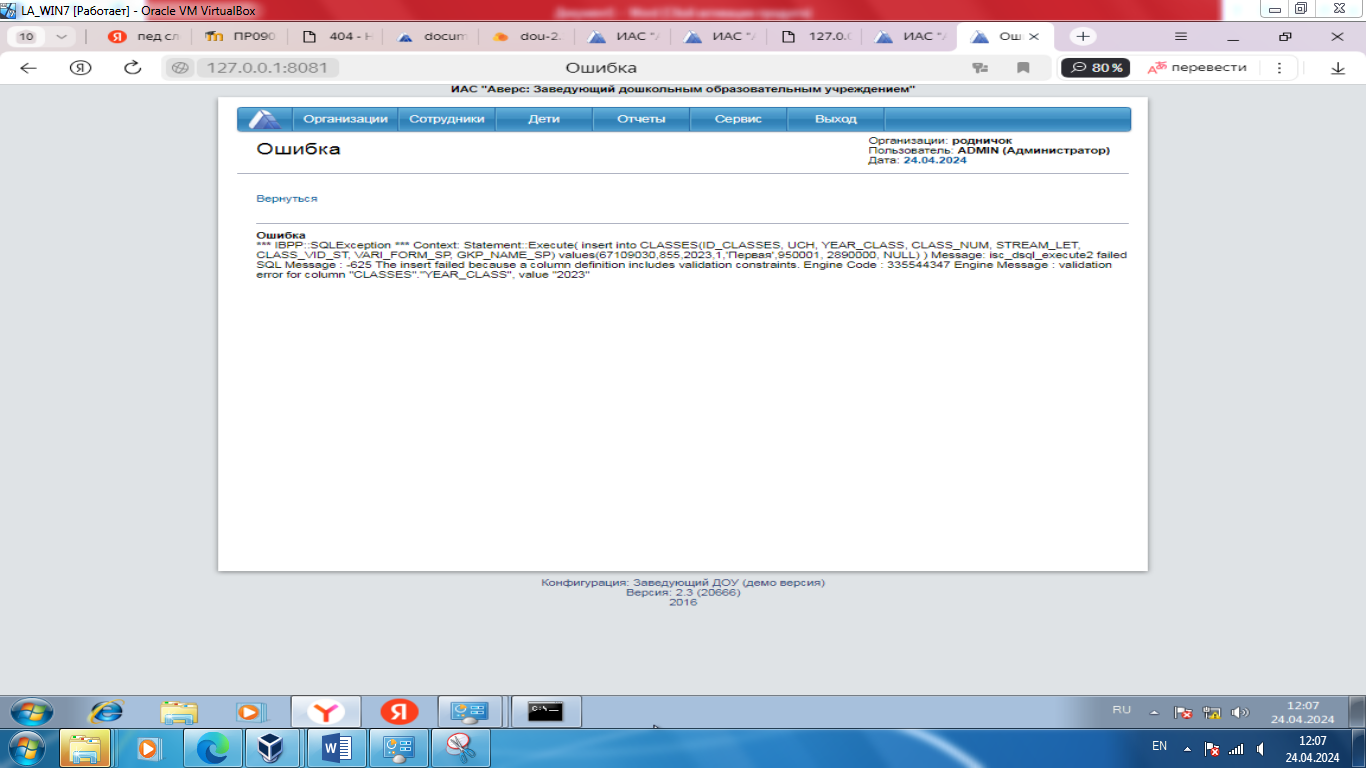 LA_WIN7 [Работает] - Oracle VM VirtualBox
10
пед сл
ПР090
404 - Н
docum
dou-2.
ИАС "А
ИАС "А
127.0.0
ИАС "А
Ош
127.0.0.1:8081
Ошибка
80 %
перевести
ИАС "Аверс: Заведующий дошкольным образовательным учреждением"
Организации Сотрудники Дети Отчеты Сервис Выход
Ошибка
Организации: родничок
Пользователь: ADMIN (Администратор)
Дата: 24.04.2024
Вернуться
Ошибка
*** IBPP::SQLException *** Context: Statement::Execute( insert into CLASSES(ID_CLASSES, UCH, YEAR_CLASS, CLASS_NUM, STREAM_LET,
CLASS_VID_ST, VARI_FORM_SP, GKP_NAME_SP) values(67109030,855,2023,1,'Первая',950001, 2890000, NULL) ) Message: isc_dsql_execute2 failed
SQL Message : -625 The insert failed because a column definition includes validation constraints. Engine Code : 335544347 Engine Message : validation
error for column "CLASSES"."YEAR_CLASS", value "2023"
Конфигурация: Заведующий ДОУ (демо версия)
Версия: 2.3 (20666)
2016
RU
12:07
24.04.2024
EN
12:07
24.04.2024